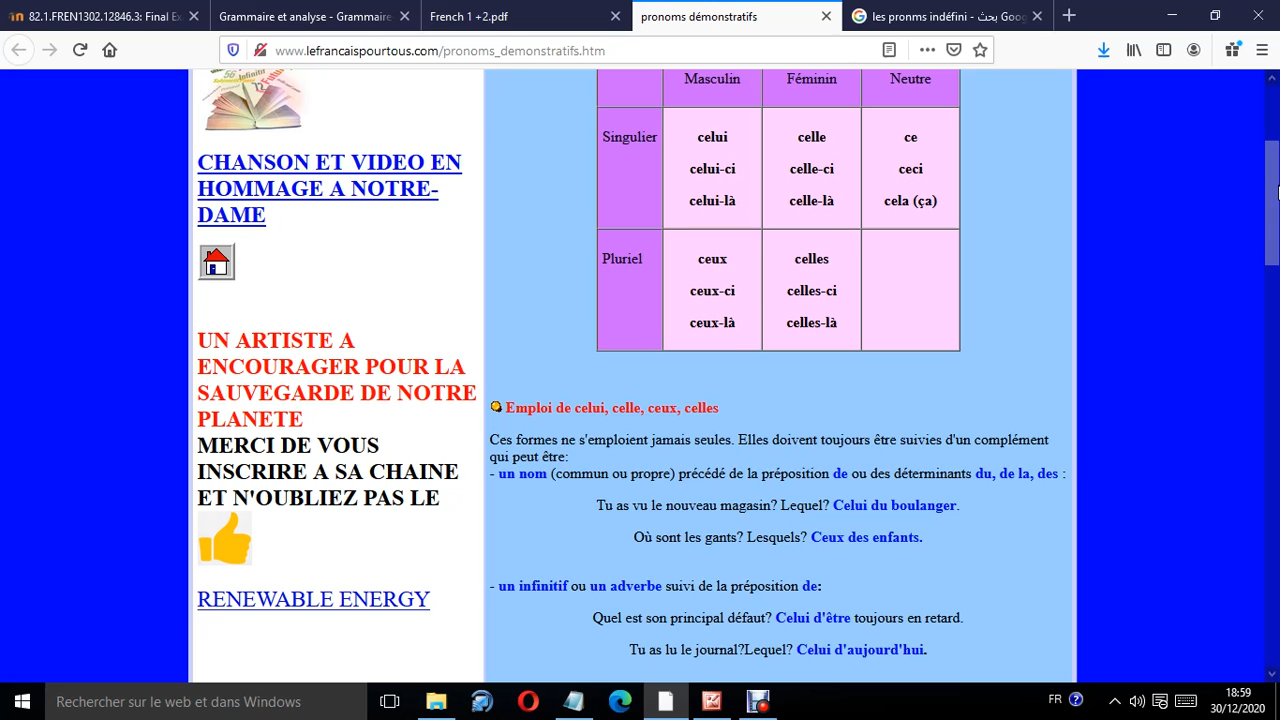 82.1.FREN1302.12846.3: Final Ex
Grammaire et analyse - Grammaire
French 1 +2.pdf
pronoms démonstratifs
les pronms indéfini - بحث Goo
www.lefrancaispourtous.com/pronoms_demonstratifs.htm
56
Infinitif
CHANSON ET VIDEO EN
HOMMAGE A NOTRE-
DAME
UN ARTISTE A
ENCOURAGER POUR LA
SAUVEGARDE DE NOTRE
PLANETE
MERCI DE VOUS
INSCRIRE A SA CHAINE
ET N'OUBLIEZ PAS LE
RENEWABLE ENERGY
Masculin Féminin Neutre
Singulier celui celle ce
celui-ci celle-ci ceci
celui-là celle-là cela (ça)
Pluriel ceux celles
ceux-ci celles-ci
ceux-là celles-là
Emploi de celui, celle, ceux, celles
Ces formes ne s'emploient jamais seules. Elles doivent toujours être suivies d'un complément
qui peut être:
- un nom (commun ou propre) précédé de la préposition de ou des déterminants du, de la, des :
Tu as vu le nouveau magasin? Lequel? Celui du boulanger.
Où sont les gants? Lesquels? Ceux des enfants.
- un infinitif ou un adverbe suivi de la préposition de:
Quel est son principal défaut? Celui d'être toujours en retard.
Tu as lu le journal?Lequel? Celui d'aujourd'hui.
Rechercher sur le web et dans Windows
FR
18:59
30/12/2020